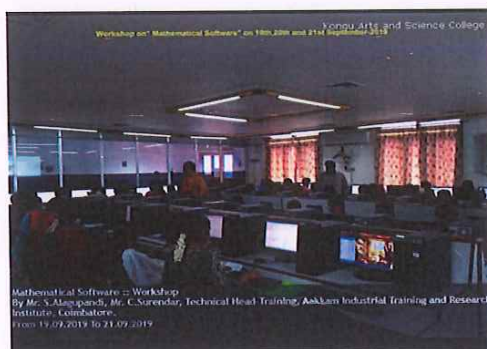 Kongu Arts and Science College
Workshop on" Mathematical Software" on 19th,20th and 21st September-2019
Mathematical Software :: Workshop
By Mr. S.Alagupandi, Mr. C.Surendar, Technical Head-Training, Aakkam Industrial Training and Research
Institute, Coimbatore.
From 19.09.2019 To 21.09.2019